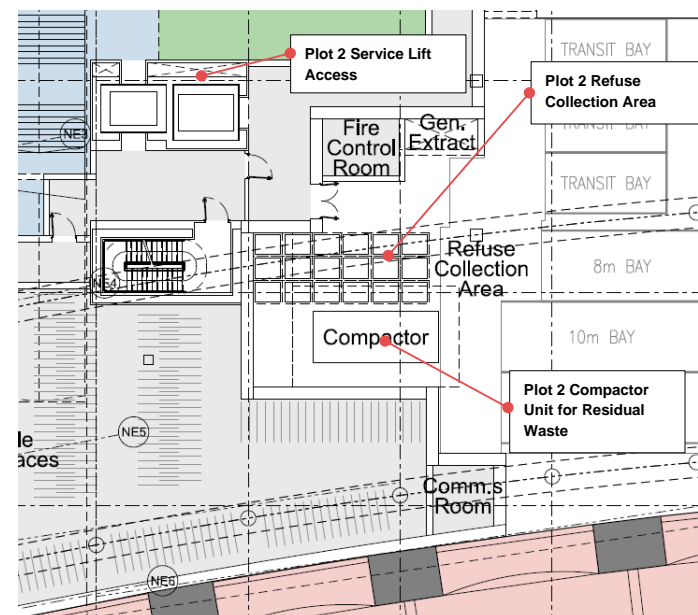 Plot 2 Service Lift
Access
TRANSIT BAY
Plot 2 Refuse
Collection Area
NE3
Fire
Control
Room
Gen.
Extract
TRANSIT BAY
TRANSIT BAY
Refuse
Collection
Area
8m BAY
NE4
Compactor
10m BAY
Plot 2 Compactor
Unit for Residual
Waste
NE5
le
aces
Comm.s
Room
NE6